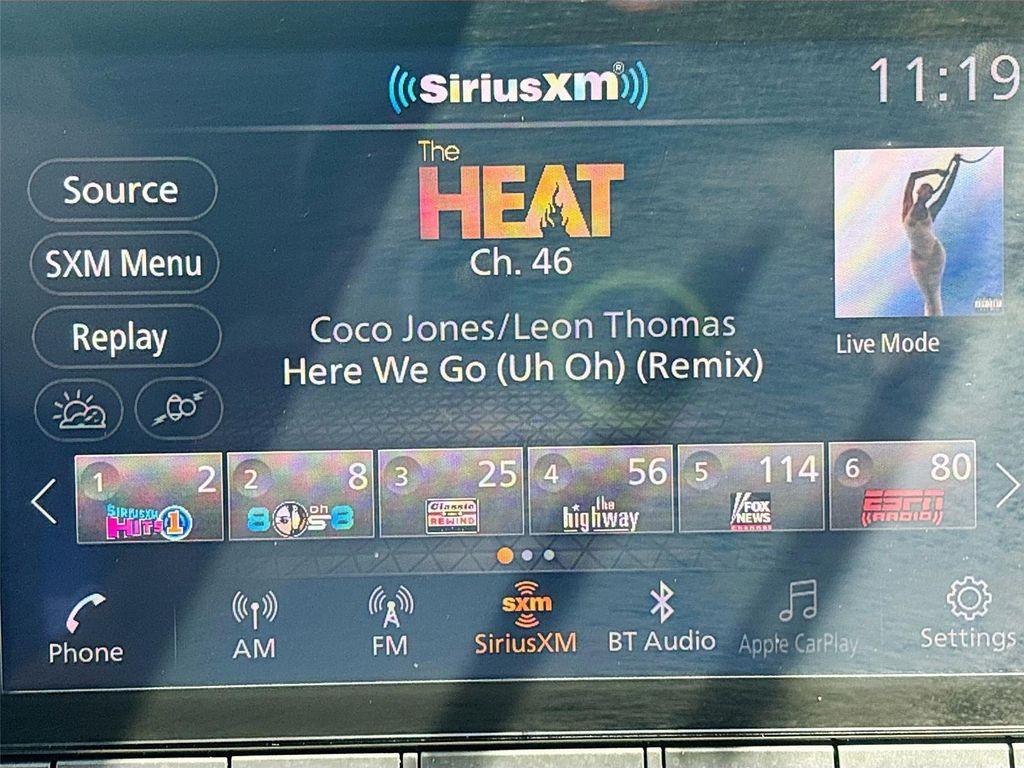 SiriusXM®
11:19
The
HEAT
Ch. 46
Source
SXM Menu
Replay
Coco Jones/Leon Thomas
Here We Go (Uh Oh) (Remix)
Live Mode
1 2
SIRIUSXM
HITS 1
2 8
8 oh s 8
3 25
Classic
REWIND
4 56
the
highway
5 114
FOX
NEWS
channel
6 80
ESPN
RADIO
Phone
AM
FM
sxm
SiriusXM
BT Audio
Apple CarPlay
Settings